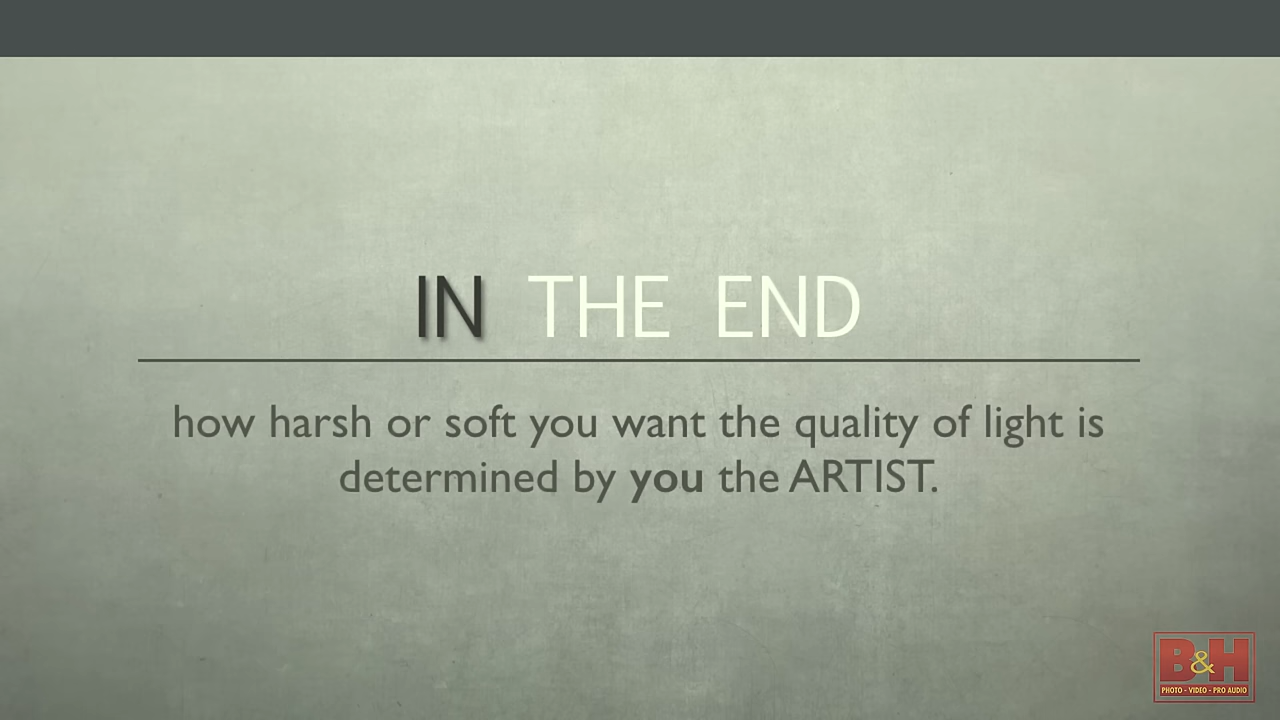 IN THE END
how harsh or soft you want the quality of light is
determined by you the ARTIST.
B&H
PHOTO - VIDEO - PRO AUDIO